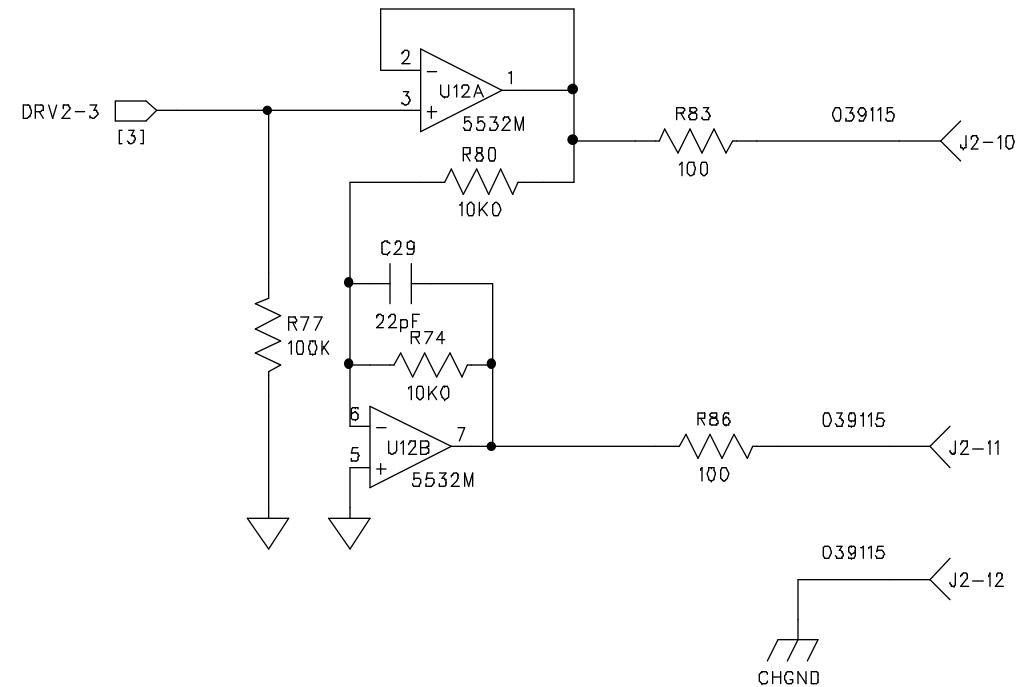 2
1
U12A
3
5532M
DRV2-3
[3]
R83
100
039115
J2-10
R80
10K0
C29
22pF
R77
100K
R74
10K0
6
7
U12B
5
5532M
R86
100
039115
J2-11
039115
J2-12
CHGND
−
+
−
+